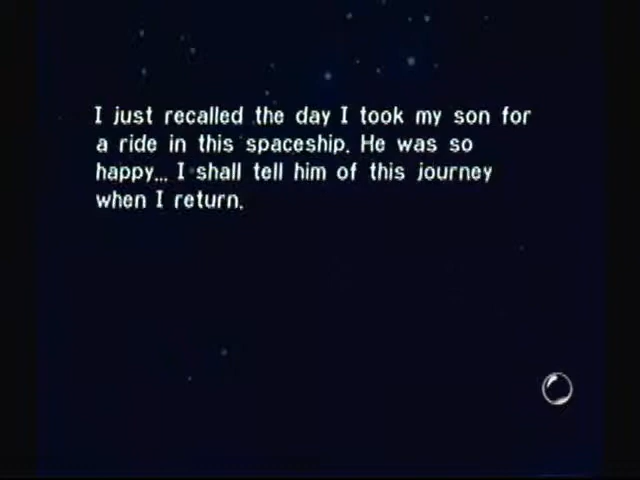 I just recalled the day I took my son for
a ride in this spaceship. He was so
happy... I shall tell him of this journey
when I return.